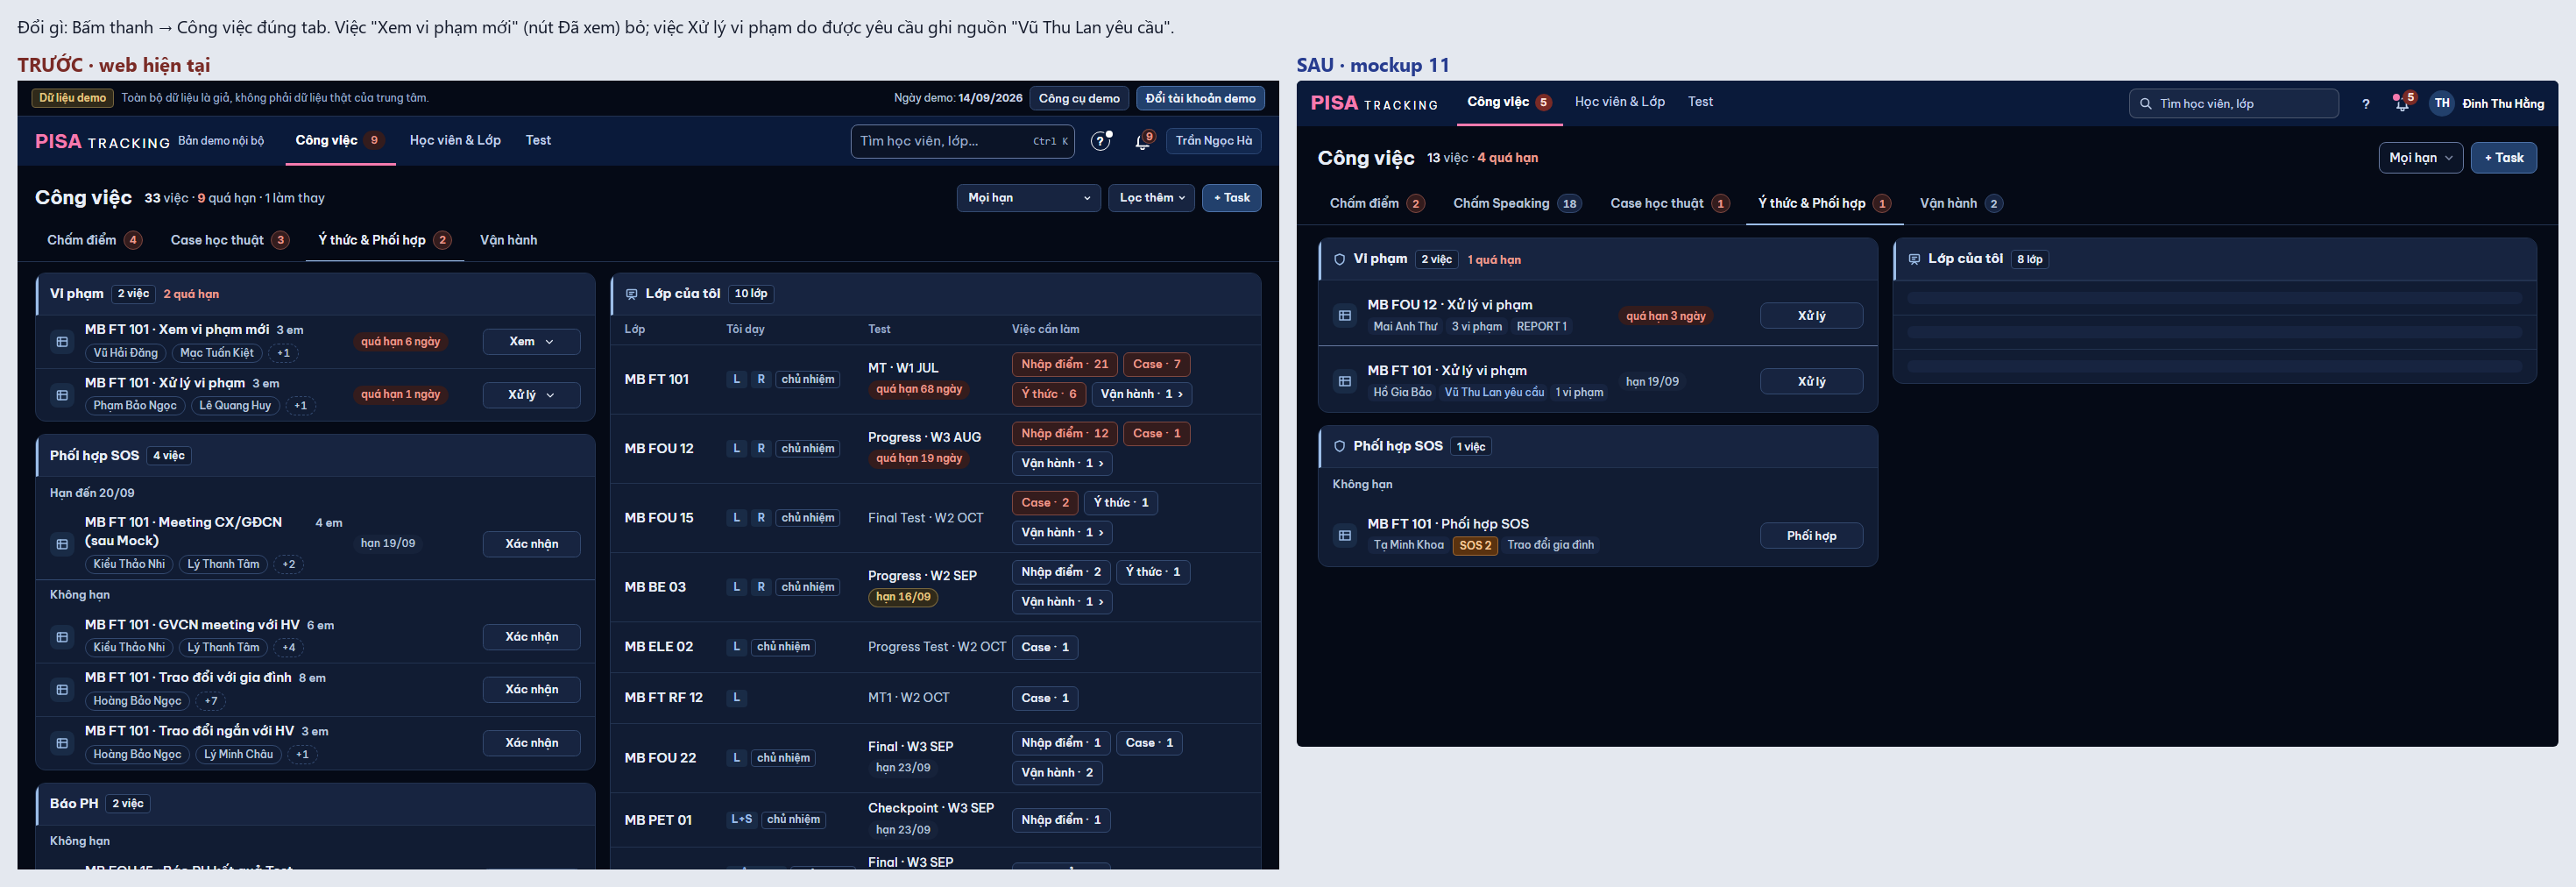 Đổi gì: Bấm thanh → Công việc đúng tab. Việc "Xem vi phạm mới" (nút Đã xem) bỏ; việc Xử lý vi phạm do được yêu cầu ghi nguồn "Vũ Thu Lan yêu cầu".
TRƯỚC · web hiện tại
Dữ liệu demo Toàn bộ dữ liệu là giả, không phải dữ liệu thật của trung tâm. Ngày demo: 14/09/2026 Công cụ demo Đổi tài khoản demo
PISA TRACKING Bản demo nội bộ Công việc 9 Học viên & Lớp Test Tìm học viên, lớp... Ctrl K ? 9 Trần Ngọc Hà
Công việc 33 việc · 9 quá hạn · 1 làm thay Mọi hạn Lọc thêm + Task
Chấm điểm 4 Case học thuật 3 Ý thức & Phối hợp 2 Vận hành
Vi phạm 2 việc 2 quá hạn
MB FT 101 · Xem vi phạm mới 3 em
Vũ Hải Đăng Mạc Tuấn Kiệt +1
quá hạn 6 ngày Xem
MB FT 101 · Xử lý vi phạm 3 em
Phạm Bảo Ngọc Lê Quang Huy +1
quá hạn 1 ngày Xử lý
Phối hợp SOS 4 việc
Hạn đến 20/09
MB FT 101 · Meeting CX/GĐCN (sau Mock) 4 em
Kiều Thảo Nhi Lý Thanh Tâm +2
hạn 19/09 Xác nhận
Không hạn
MB FT 101 · GVCN meeting với HV 6 em
Kiều Thảo Nhi Lý Thanh Tâm +4
Xác nhận
MB FT 101 · Trao đổi với gia đình 8 em
Hoàng Bảo Ngọc +7
Xác nhận
MB FT 101 · Trao đổi ngắn với HV 3 em
Hoàng Bảo Ngọc Lý Minh Châu +1
Xác nhận
Báo PH 2 việc
Không hạn
Lớp của tôi 10 lớp
Lớp Tôi dạy Test Việc cần làm
MB FT 101 L R chủ nhiệm MT · W1 JUL quá hạn 68 ngày Nhập điểm · 21 Case · 7 Ý thức · 6 Vận hành · 1 ›
MB FOU 12 L R chủ nhiệm Progress · W3 AUG quá hạn 19 ngày Nhập điểm · 12 Case · 1 Vận hành · 1 ›
MB FOU 15 L R chủ nhiệm Final Test · W2 OCT Case · 2 Ý thức · 1 Vận hành · 1 ›
MB BE 03 L R chủ nhiệm Progress · W2 SEP hạn 16/09 Nhập điểm · 2 Ý thức · 1 Vận hành · 1 ›
MB ELE 02 L chủ nhiệm Progress Test · W2 OCT Case · 1
MB FT RF 12 L MT1 · W2 OCT Case · 1
MB FOU 22 L chủ nhiệm Final · W3 SEP hạn 23/09 Nhập điểm · 1 Case · 1 Vận hành · 2
MB PET 01 L+S chủ nhiệm Checkpoint · W3 SEP hạn 23/09 Nhập điểm · 1
Final · W3 SEP
SAU · mockup 11
PISA TRACKING Công việc 5 Học viên & Lớp Test Tìm học viên, lớp ? 5 TH Đinh Thu Hằng
Công việc 13 việc · 4 quá hạn Mọi hạn + Task
Chấm điểm 2 Chấm Speaking 18 Case học thuật 1 Ý thức & Phối hợp 1 Vận hành 2
Vi phạm 2 việc 1 quá hạn
MB FOU 12 · Xử lý vi phạm
Mai Anh Thư 3 vi phạm REPORT 1
quá hạn 3 ngày Xử lý
MB FT 101 · Xử lý vi phạm
Hồ Gia Bảo Vũ Thu Lan yêu cầu 1 vi phạm
hạn 19/09 Xử lý
Phối hợp SOS 1 việc
Không hạn
MB FT 101 · Phối hợp SOS
Tạ Minh Khoa SOS 2 Trao đổi gia đình
Phối hợp
Lớp của tôi 8 lớp